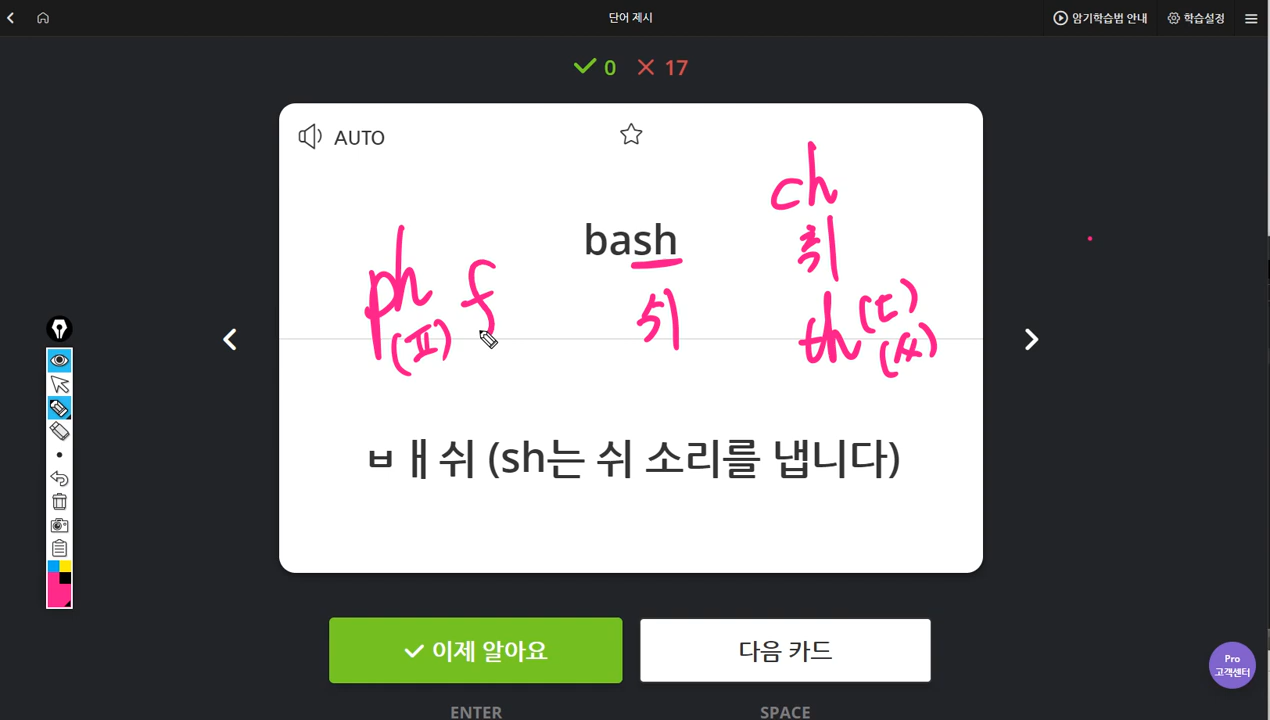 단어 제시
암기학습법 안내
학습설정
0
17
AUTO
ch
bash
취
ph f
(ㅍ)
쉬
th (t)
(ㅆ)
ㅂㅐ쉬 (sh는 쉬 소리를 냅니다)
이제 알아요
다음 카드
Pro
고객센터
ENTER
SPACE